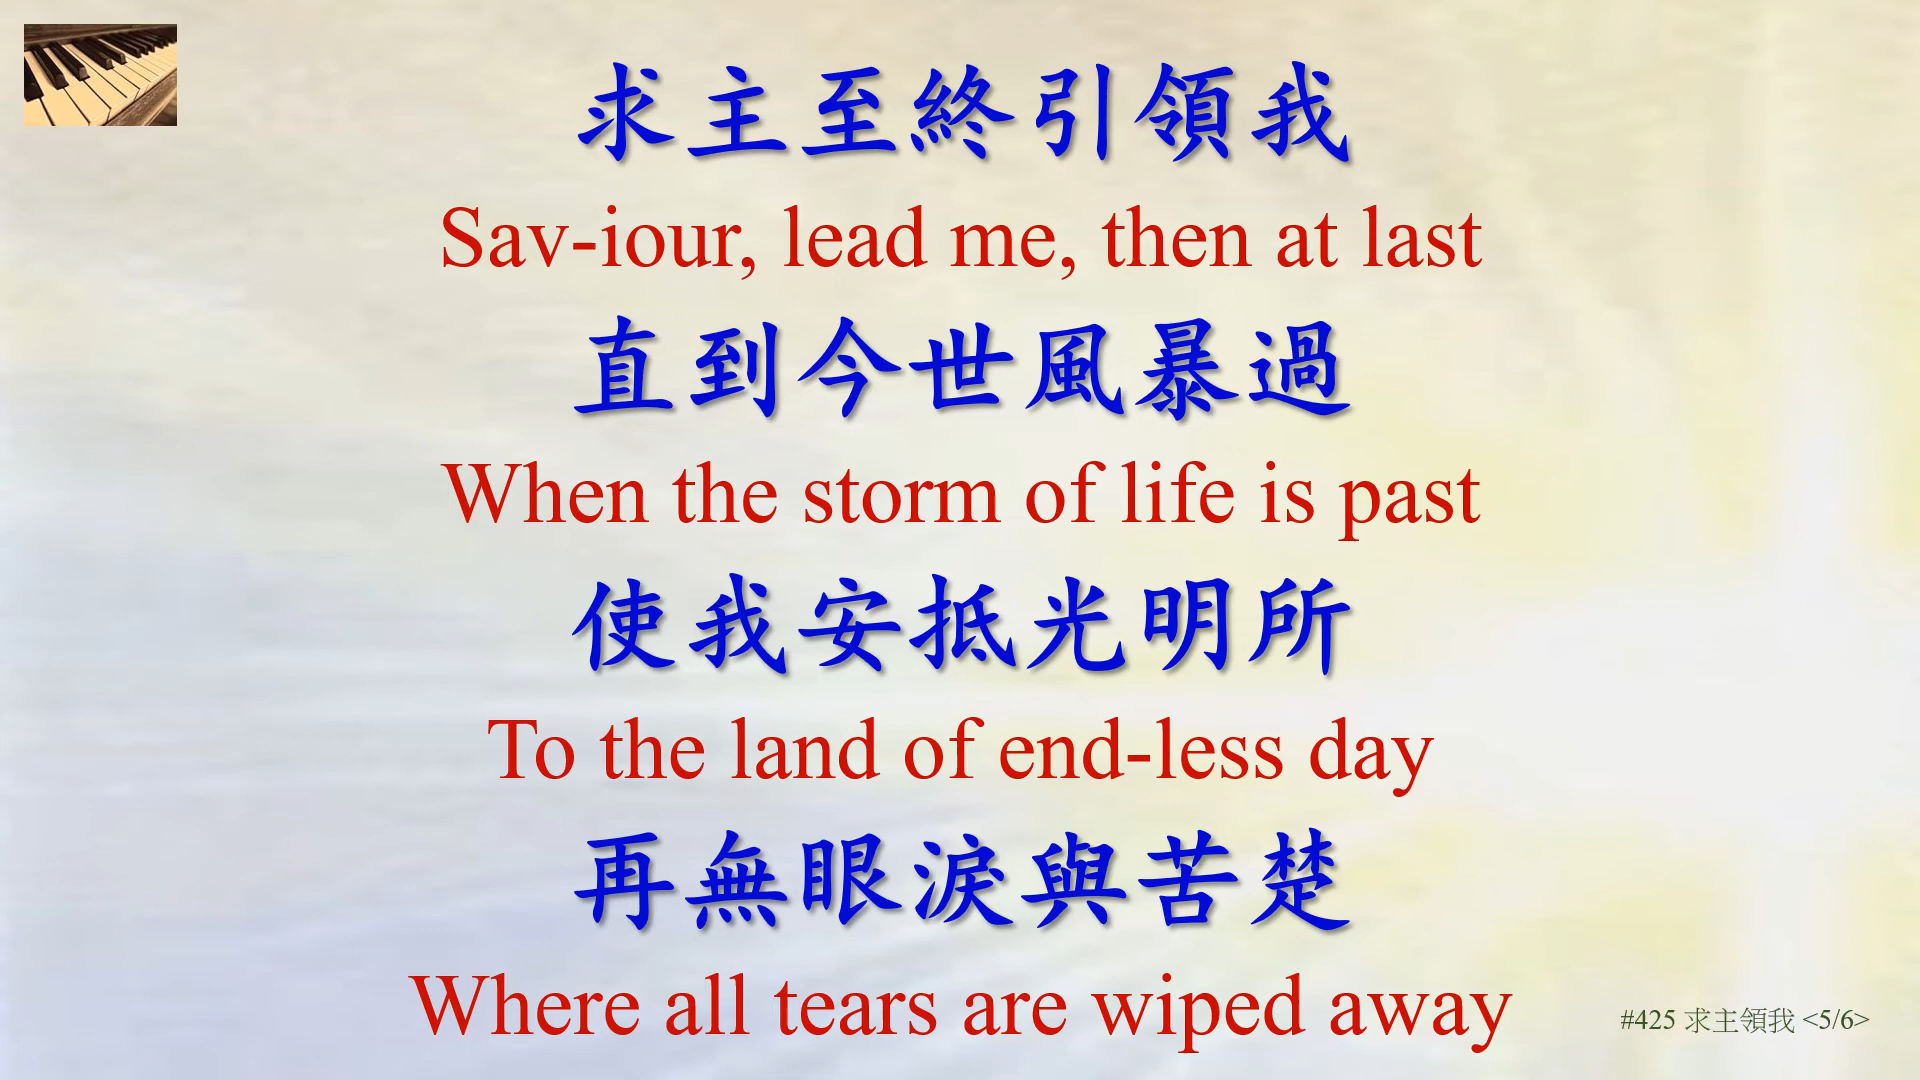 求主至終引領我
Sav-iour, lead me, then at last
直到今世風暴過
When the storm of life is past
使我安抵光明所
To the land of end-less day
再無眼淚與苦楚
Where all tears are wiped away
#425 求主領我 <5/6>